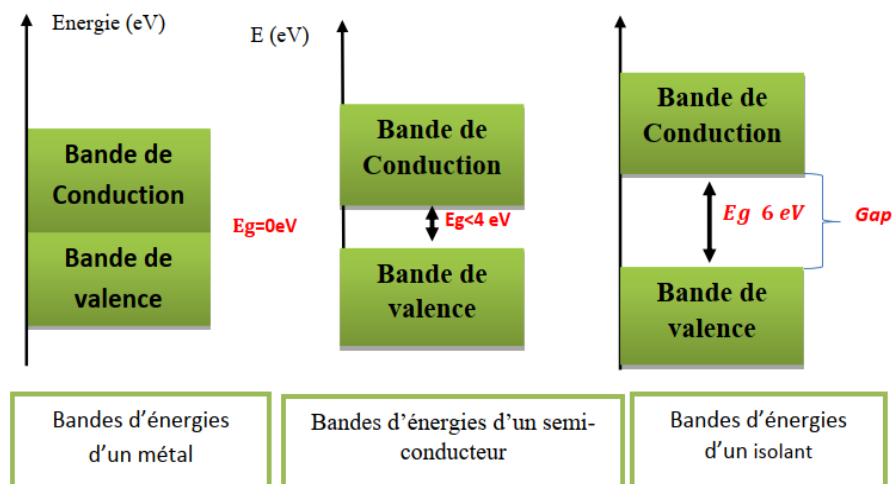 Energie (eV)
Bande de
Conduction
Bande de
valence
Eg=0eV
E (eV)
Bande de
Conduction
Eg<4 eV
Bande de
valence
Bande de
Conduction
Eg 6 eV
Gap
Bande de
valence
Bandes d’énergies
d’un métal
Bandes d’énergies d’un semi-
conducteur
Bandes d’énergies
d’un isolant